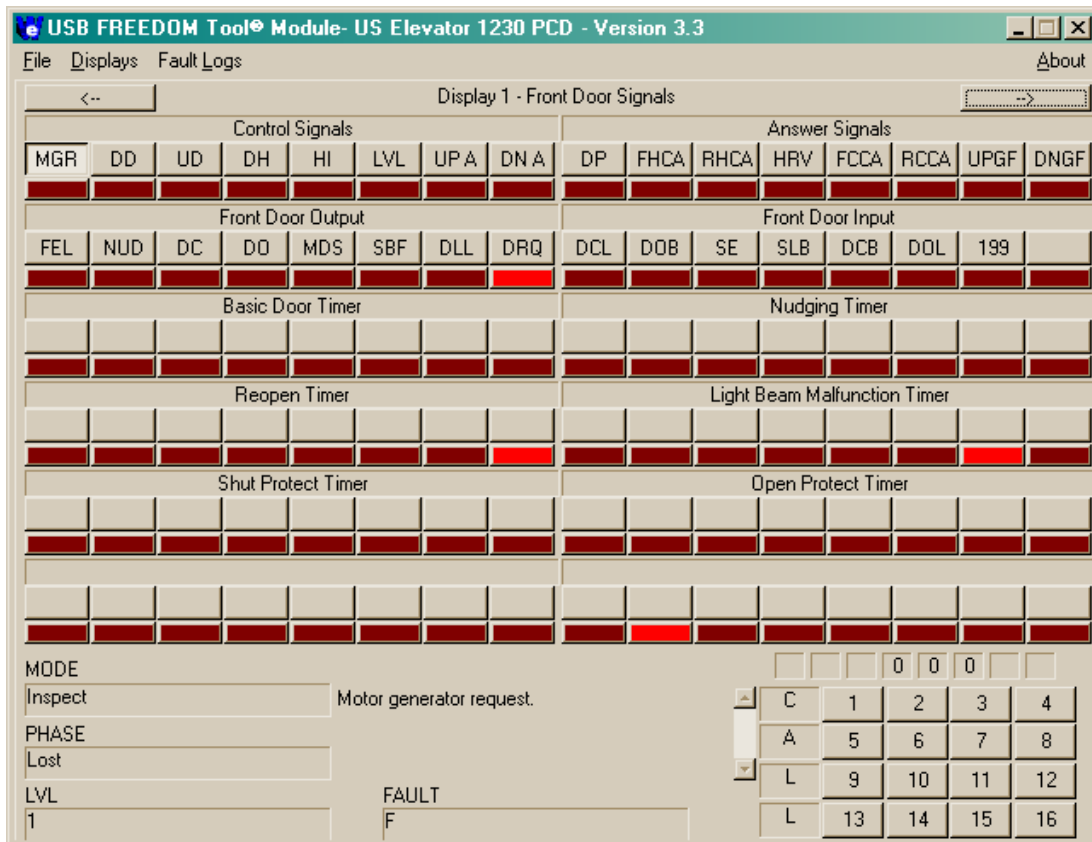 e USB FREEDOM Tool® Module- US Elevator 1230 PCD - Version 3.3
File Displays Fault Logs About
<-- Display 1 - Front Door Signals -->
Control Signals Answer Signals
MGR DD UD DH HI LVL UP A DN A DP FHCA RHCA HRV FCCA RCCA UPGF DNGF
Front Door Output Front Door Input
FEL NUD DC DO MDS SBF DLL DRQ DCL DOB SE SLB DCB DOL 199
Basic Door Timer Nudging Timer
Reopen Timer Light Beam Malfunction Timer
Shut Protect Timer Open Protect Timer
MODE 0 0 0
Inspect Motor generator request. C 1 2 3 4
PHASE A 5 6 7 8
Lost L 9 10 11 12
LVL FAULT
1 F L 13 14 15 16